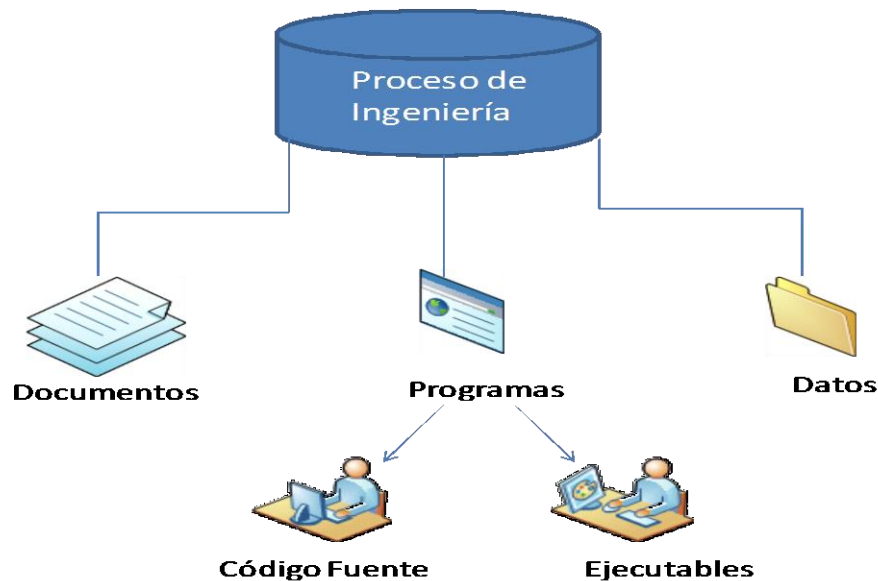 Proceso de
Ingeniería
Documentos
Programas
Datos
Código Fuente
Ejecutables